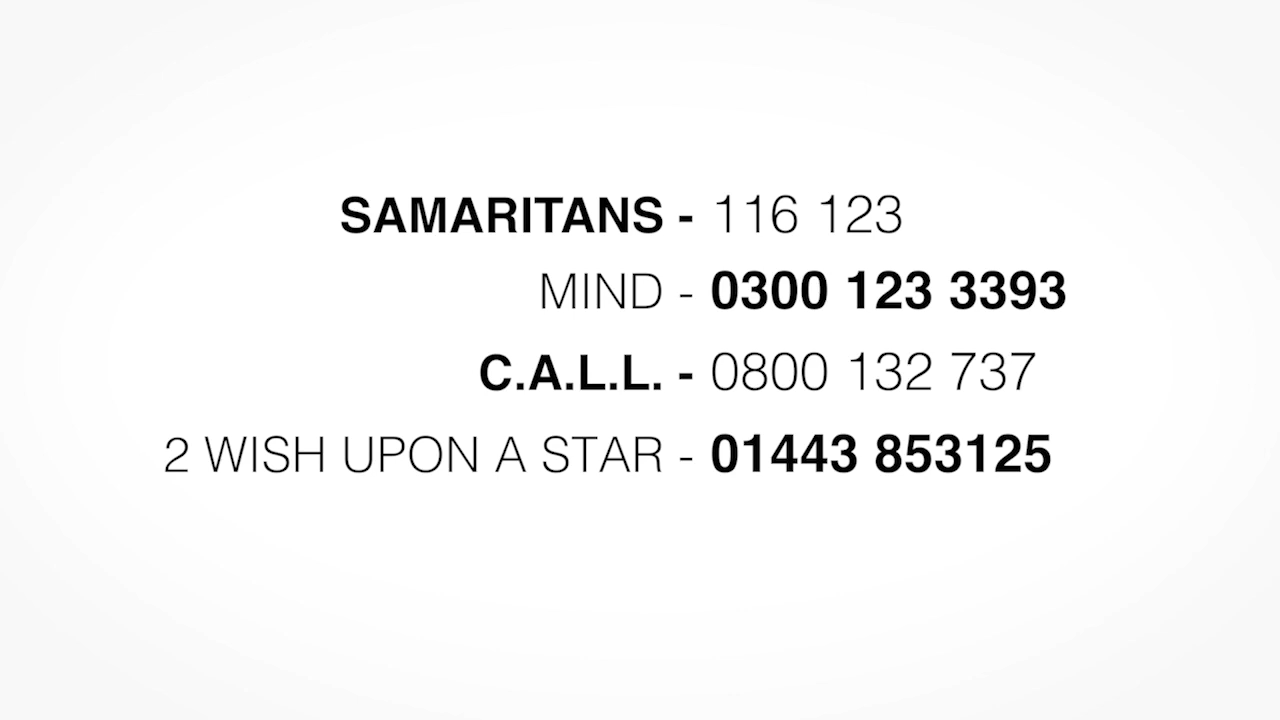 SAMARITANS - 116 123
MIND - 0300 123 3393
C.A.L.L. - 0800 132 737
2 WISH UPON A STAR - 01443 853125